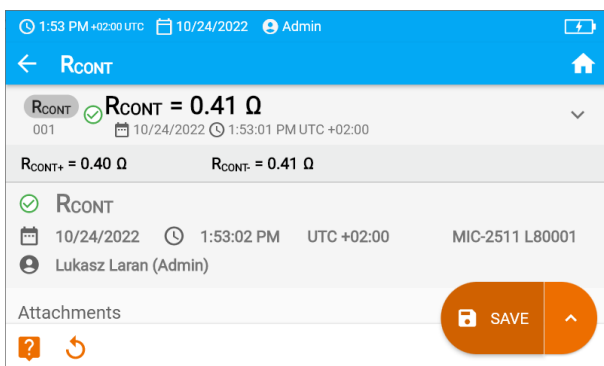 1:53 PM +02:00 UTC 10/24/2022 Admin
RCONT
RCONT RCONT = 0.41 Ω
001 10/24/2022 1:53:01 PM UTC +02:00
RCONT+ = 0.40 Ω RCONT- = 0.41 Ω
RCONT
10/24/2022 1:53:02 PM UTC +02:00 MIC-2511 L80001
Lukasz Laran (Admin)
Attachments
SAVE
?